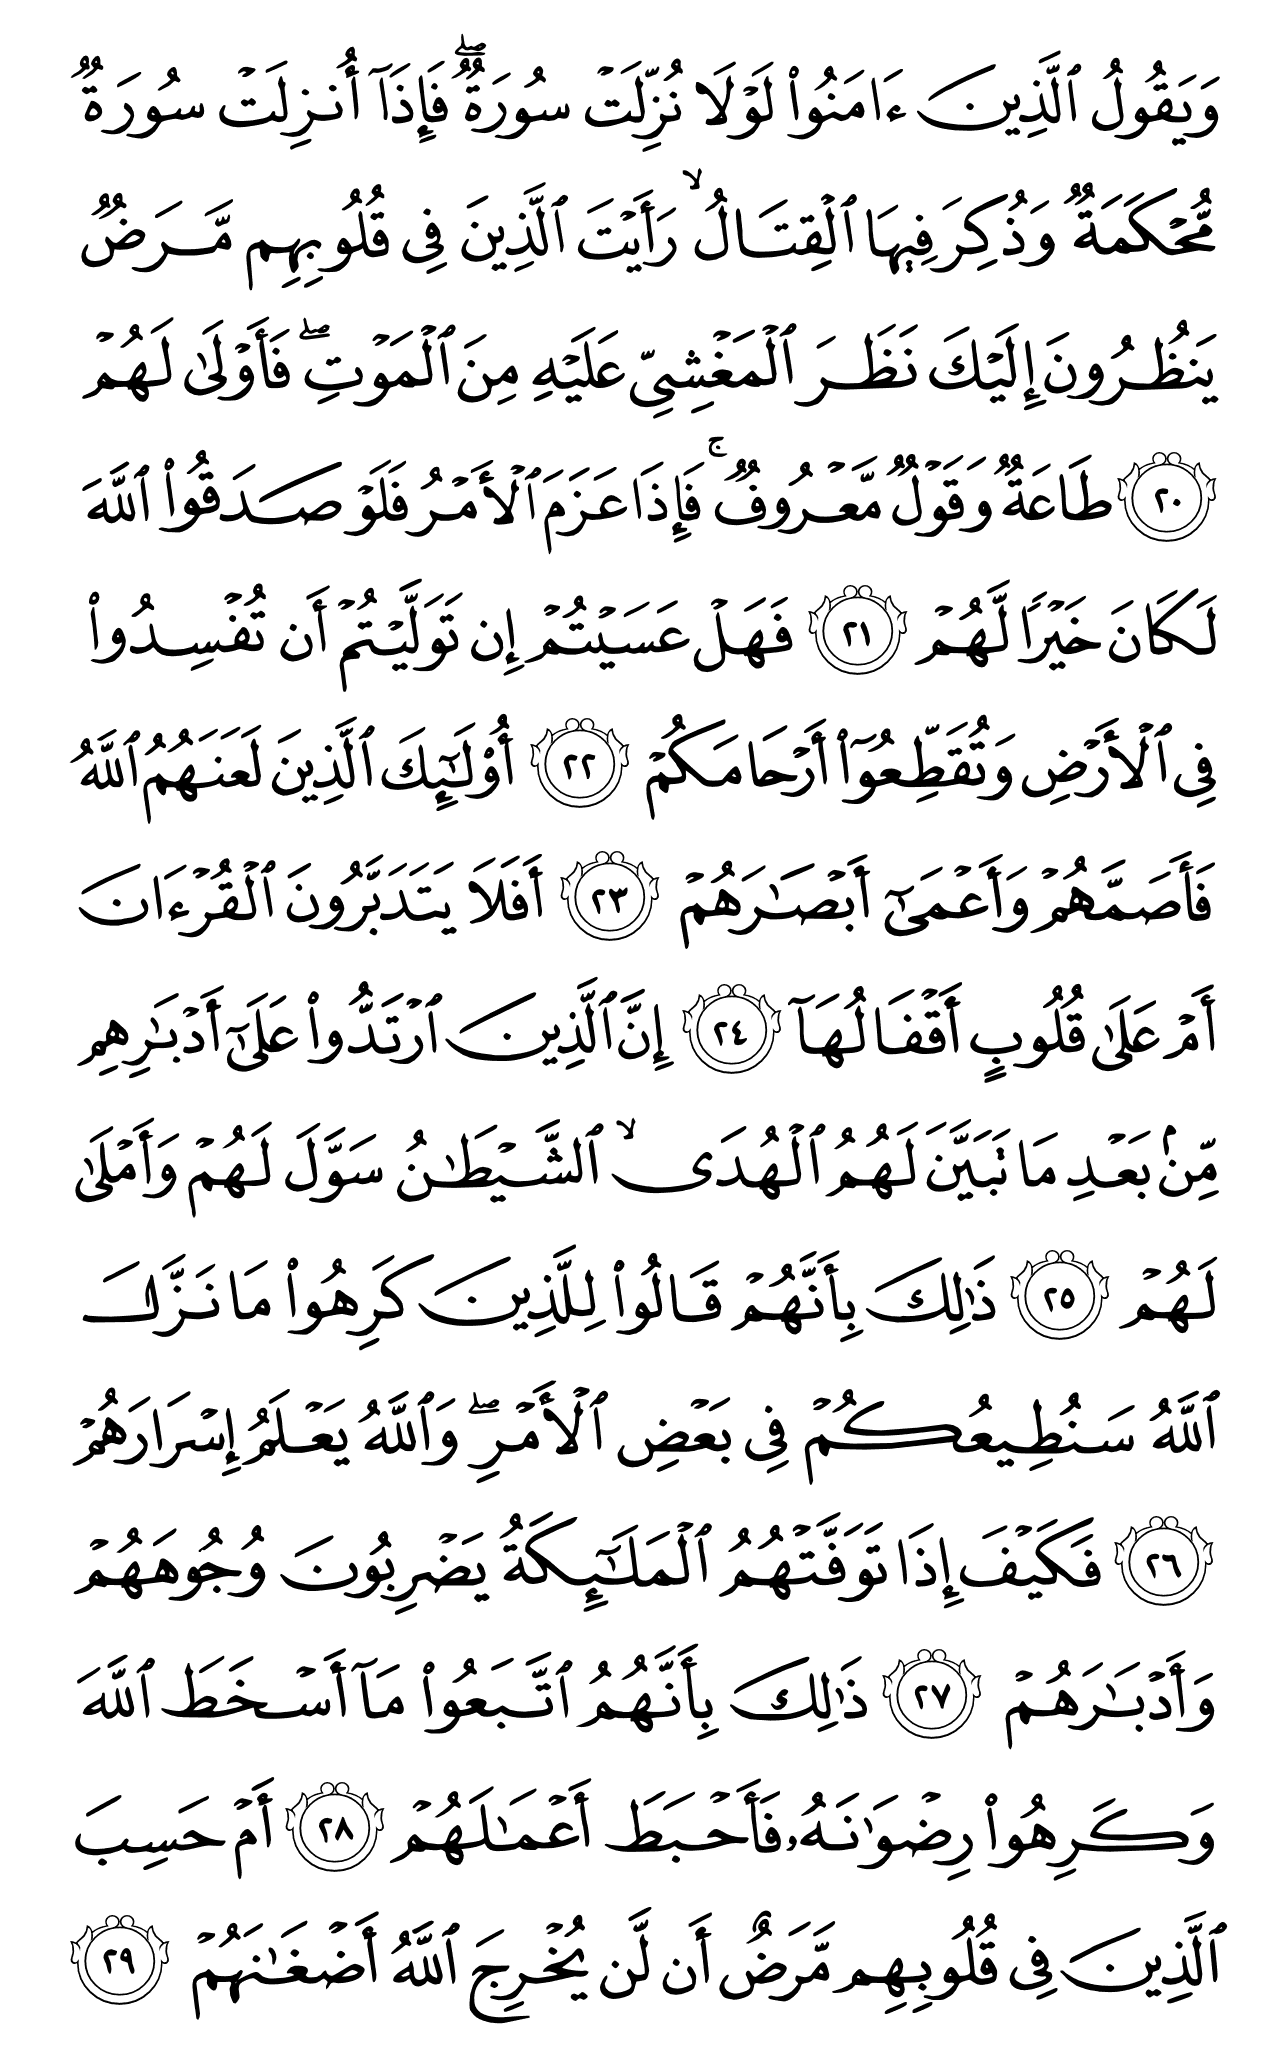 وَيَقُولُ ٱلَّذِينَ ءَامَنُوا۟ لَوْلَا نُزِّلَتْ سُورَةٌۖ فَإِذَآ أُنزِلَتْ سُورَةٌ
مُّحْكَمَةٌ وَذُكِرَ فِيهَا ٱلْقِتَالُۙ رَأَيْتَ ٱلَّذِينَ فِى قُلُوبِهِم مَّرَضٌ
يَنظُرُونَ إِلَيْكَ نَظَرَ ٱلْمَغْشِىِّ عَلَيْهِ مِنَ ٱلْمَوْتِۖ فَأَوْلَىٰ لَهُمْ
٢٠ طَاعَةٌ وَقَوْلٌ مَّعْرُوفٌۚ فَإِذَا عَزَمَ ٱلْأَمْرُ فَلَوْ صَدَقُوا۟ ٱللَّهَ
لَكَانَ خَيْرًا لَّهُمْ ٢١ فَهَلْ عَسَيْتُمْ إِن تَوَلَّيْتُمْ أَن تُفْسِدُوا۟
فِى ٱلْأَرْضِ وَتُقَطِّعُوٓا۟ أَرْحَامَكُمْ ٢٢ أُو۟لَـٰٓئِكَ ٱلَّذِينَ لَعَنَهُمُ ٱللَّهُ
فَأَصَمَّهُمْ وَأَعْمَىٰٓ أَبْصَـٰرَهُمْ ٢٣ أَفَلَا يَتَدَبَّرُونَ ٱلْقُرْءَانَ
أَمْ عَلَىٰ قُلُوبٍ أَقْفَالُهَآ ٢٤ إِنَّ ٱلَّذِينَ ٱرْتَدُّوا۟ عَلَىٰٓ أَدْبَـٰرِهِم
مِّنۢ بَعْدِ مَا تَبَيَّنَ لَهُمُ ٱلْهُدَىۙ ٱلشَّيْطَـٰنُ سَوَّلَ لَهُمْ وَأَمْلَىٰ
لَهُمْ ٢٥ ذَٰلِكَ بِأَنَّهُمْ قَالُوا۟ لِلَّذِينَ كَرِهُوا۟ مَا نَزَّلَ
ٱللَّهُ سَنُطِيعُكُمْ فِى بَعْضِ ٱلْأَمْرِۖ وَٱللَّهُ يَعْلَمُ إِسْرَارَهُمْ
٢٦ فَكَيْفَ إِذَا تَوَفَّتْهُمُ ٱلْمَلَـٰٓئِكَةُ يَضْرِبُونَ وُجُوهَهُمْ
وَأَدْبَـٰرَهُمْ ٢٧ ذَٰلِكَ بِأَنَّهُمُ ٱتَّبَعُوا۟ مَآ أَسْخَطَ ٱللَّهَ
وَكَرِهُوا۟ رِضْوَٰنَهُۥ فَأَحْبَطَ أَعْمَـٰلَهُمْ ٢٨ أَمْ حَسِبَ
ٱلَّذِينَ فِى قُلُوبِهِم مَّرَضٌ أَن لَّن يُخْرِجَ ٱللَّهُ أَضْغَـٰنَهُمْ ٢٩